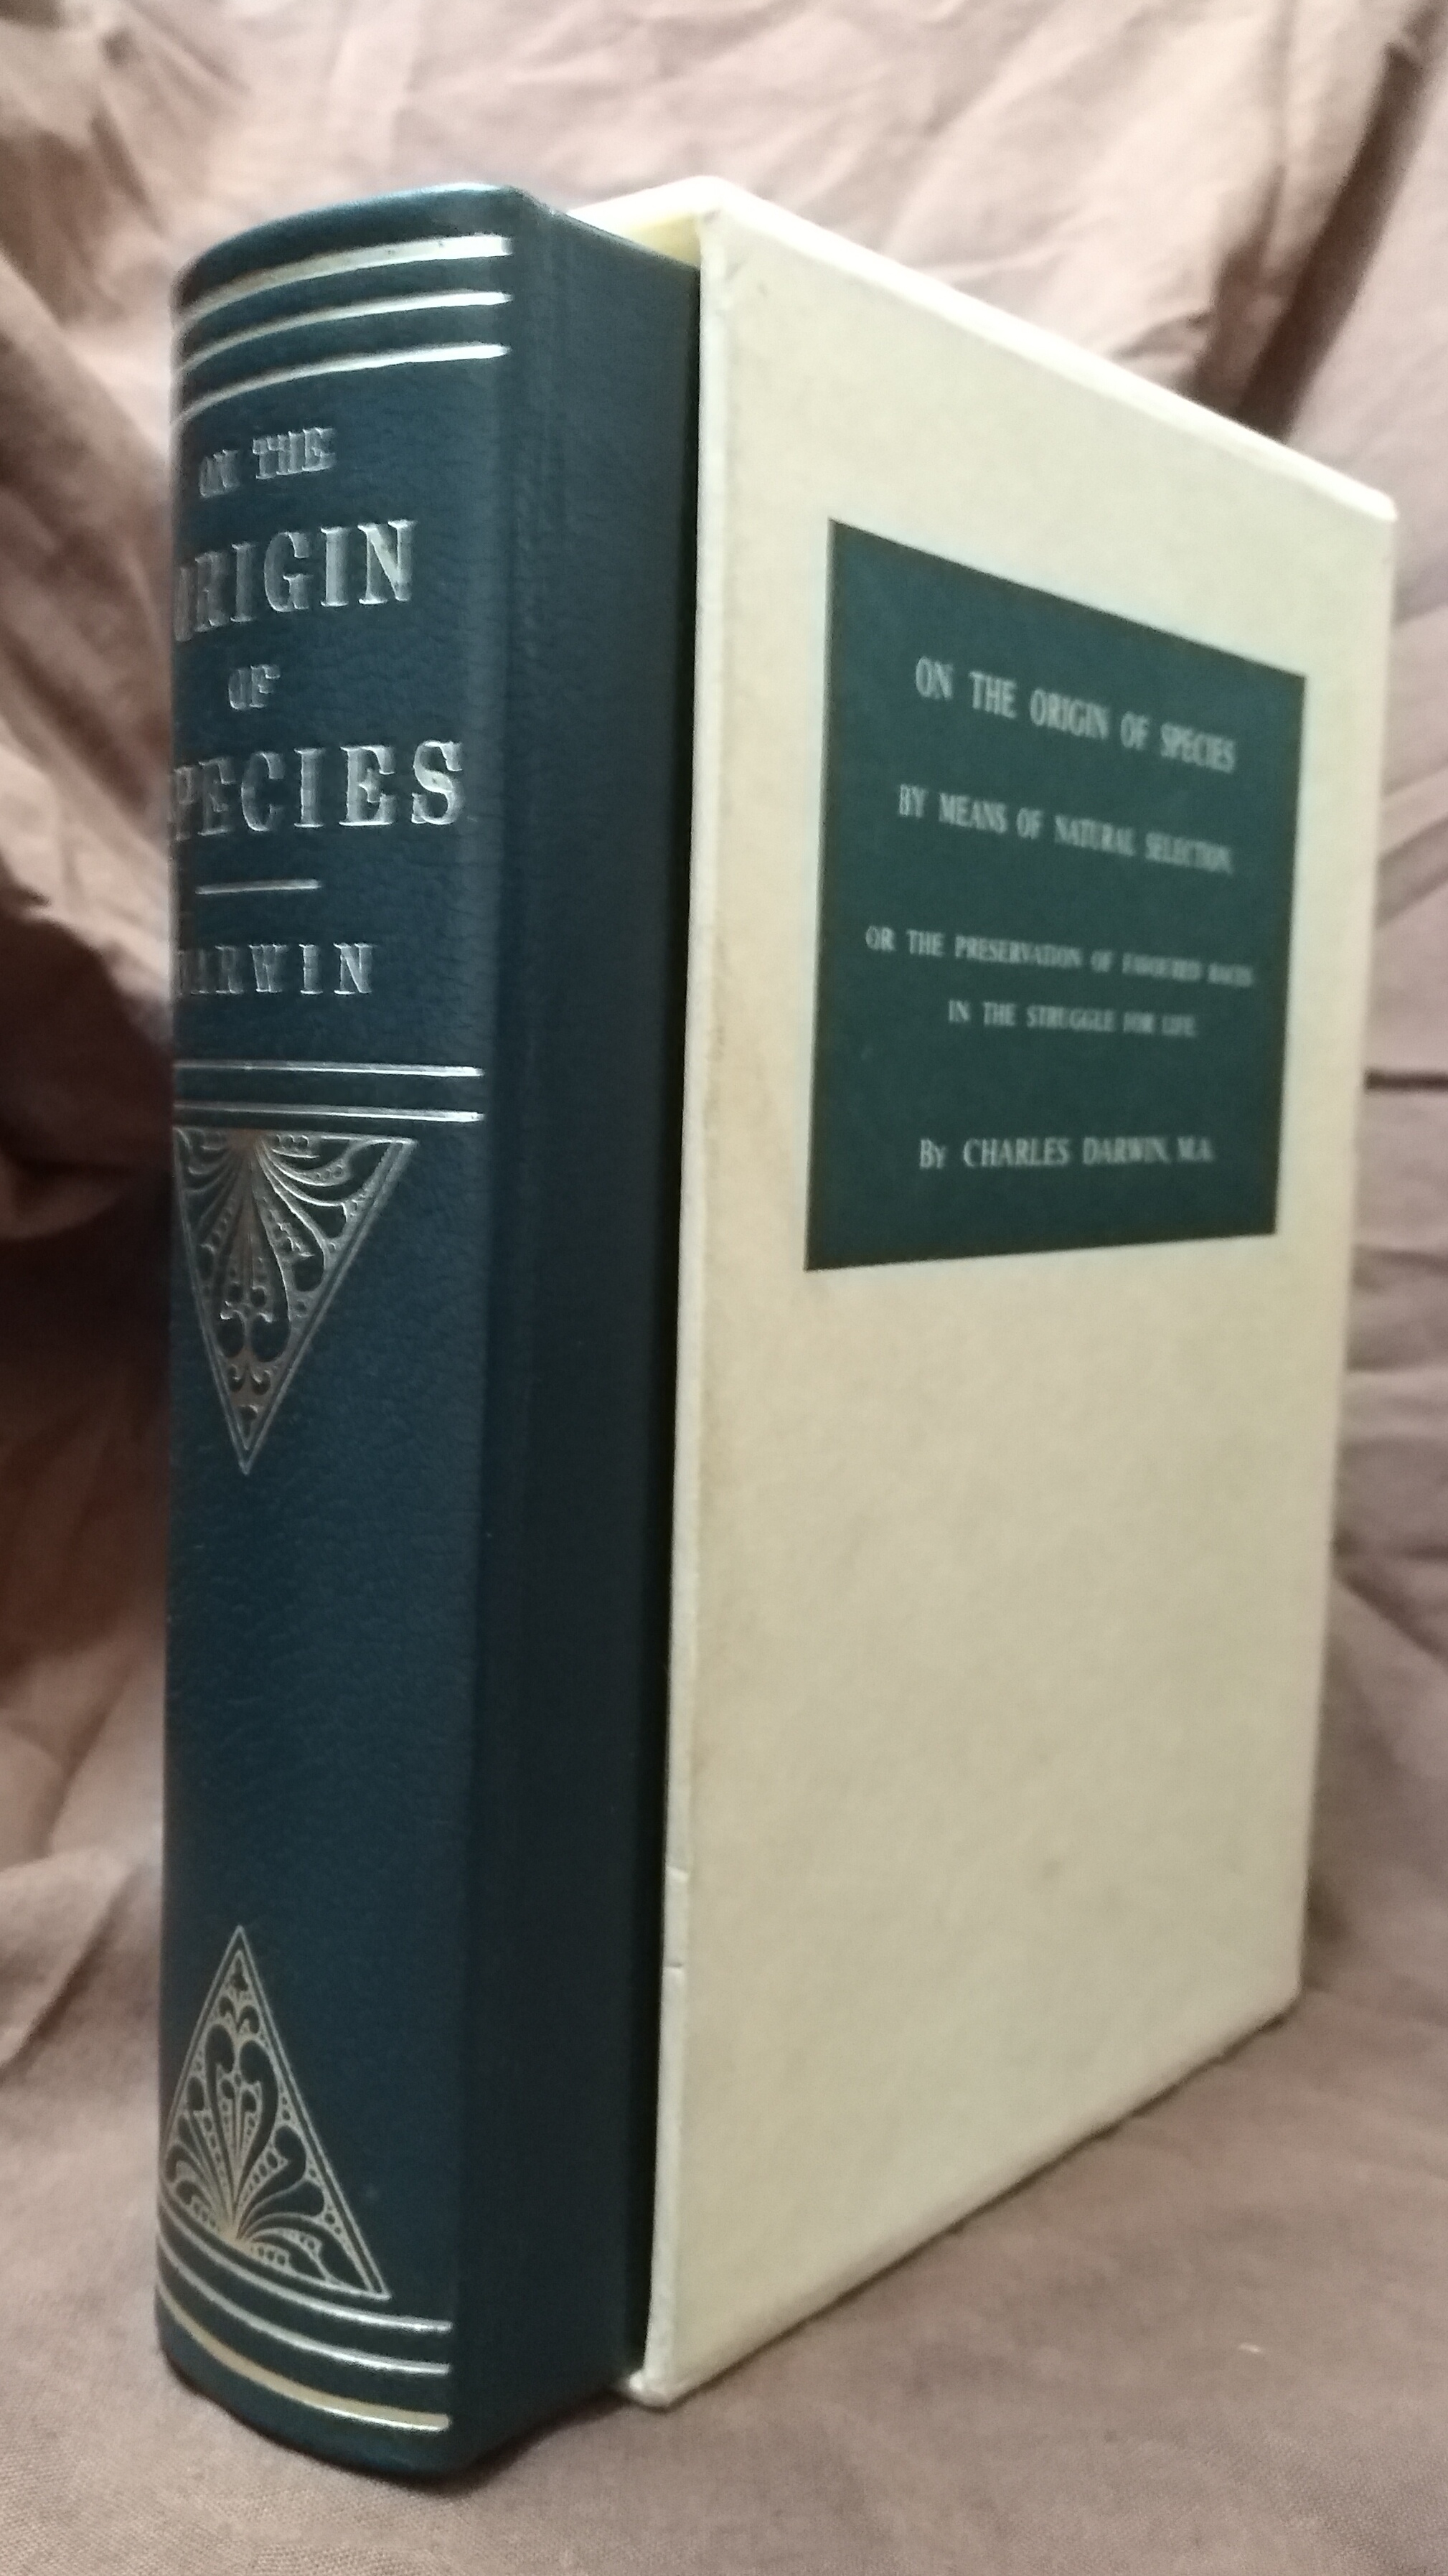 ON THE
ORIGIN
OF
SPECIES
DARWIN
ON THE ORIGIN OF SPECIES
BY MEANS OF NATURAL SELECTION,
OR THE PRESERVATION OF FAVOURED RACES
IN THE STRUGGLE FOR LIFE.
By CHARLES DARWIN, M.A.